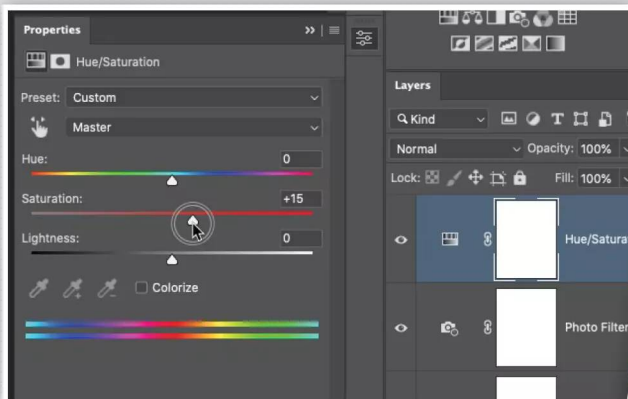 Properties
Hue/Saturation
Preset: Custom
Master
Hue: 0
Saturation: +15
Lightness: 0
Colorize
Layers
Kind
Normal Opacity: 100%
Lock: Fill: 100%
Hue/Satura
Photo Filter